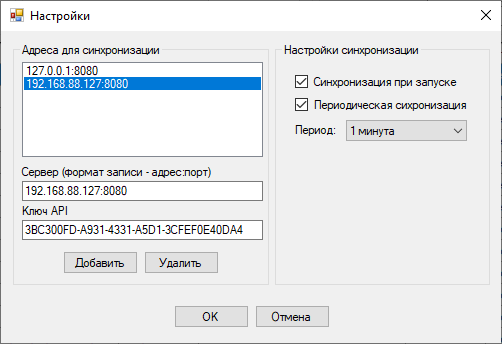 Настройки
Адреса для синхронизации
127.0.0.1:8080
192.168.88.127:8080
Сервер (формат записи - адрес:порт)
192.168.88.127:8080
Ключ API
3BC300FD-A931-4331-A5D1-3CFEF0E40DA4
Добавить Удалить
Настройки синхронизации
Синхронизация при запуске
Периодическая сихронизация
Период: 1 минута
OK Отмена